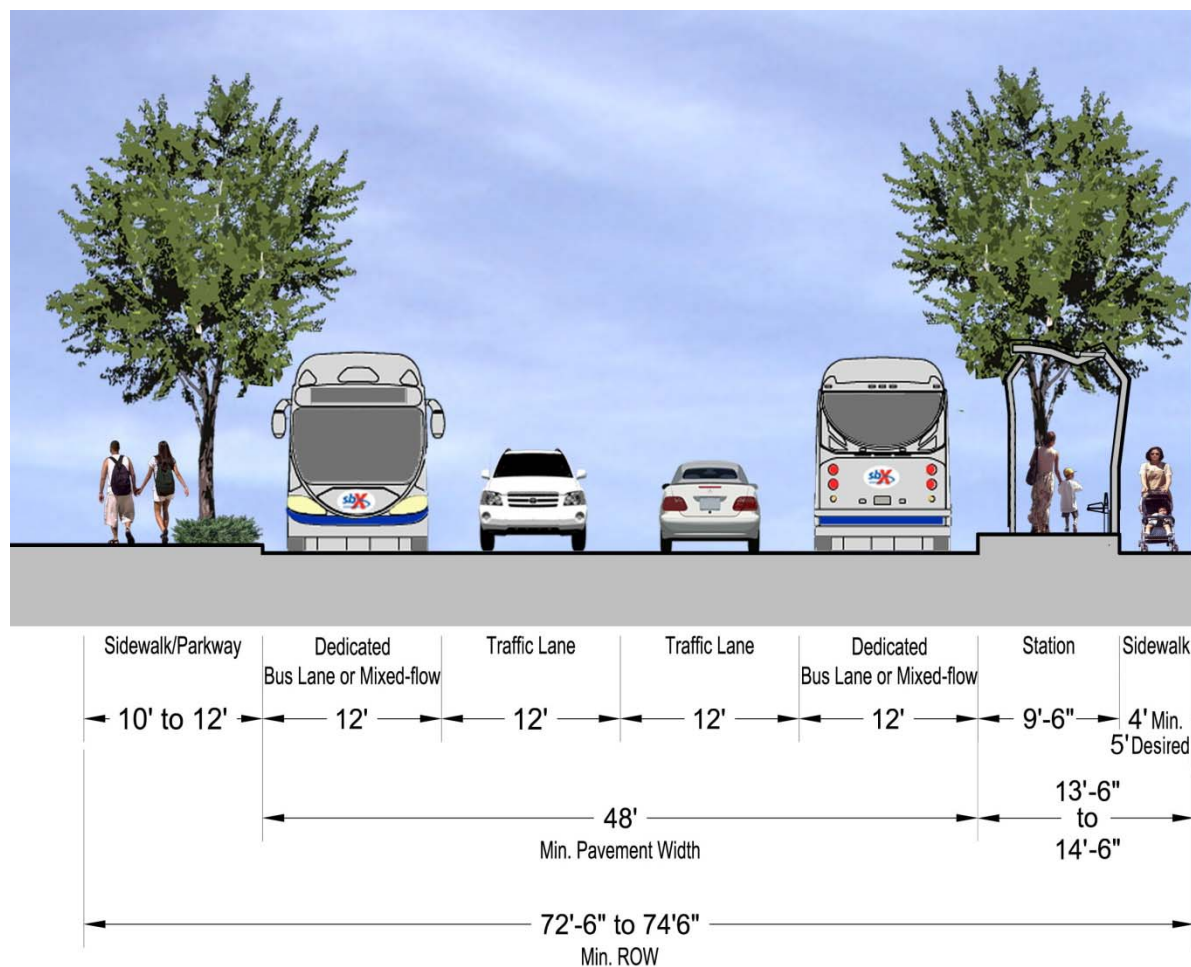 sbX
sbX
Sidewalk/Parkway
Dedicated
Bus Lane or Mixed-flow
Traffic Lane
Traffic Lane
Dedicated
Bus Lane or Mixed-flow
Station
Sidewalk
10' to 12'
12'
12'
12'
12'
9'-6"
4' Min.
5' Desired
48'
Min. Pavement Width
13'-6"
to
14'-6"
72'-6" to 74'6"
Min. ROW